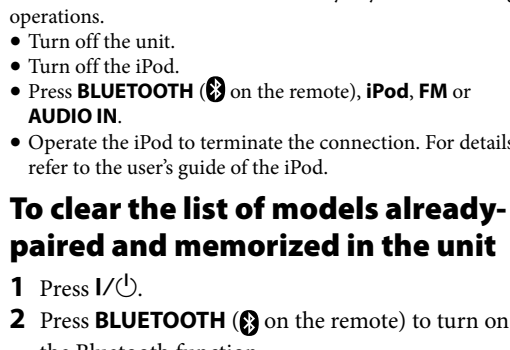 operations.
• Turn off the unit.
• Turn off the iPod.
• Press BLUETOOTH ( on the remote), iPod, FM or
AUDIO IN.
• Operate the iPod to terminate the connection. For details
refer to the user's guide of the iPod.
To clear the list of models already-
paired and memorized in the unit
1 Press I/⏻.
2 Press BLUETOOTH ( on the remote) to turn on
the Bluetooth function.